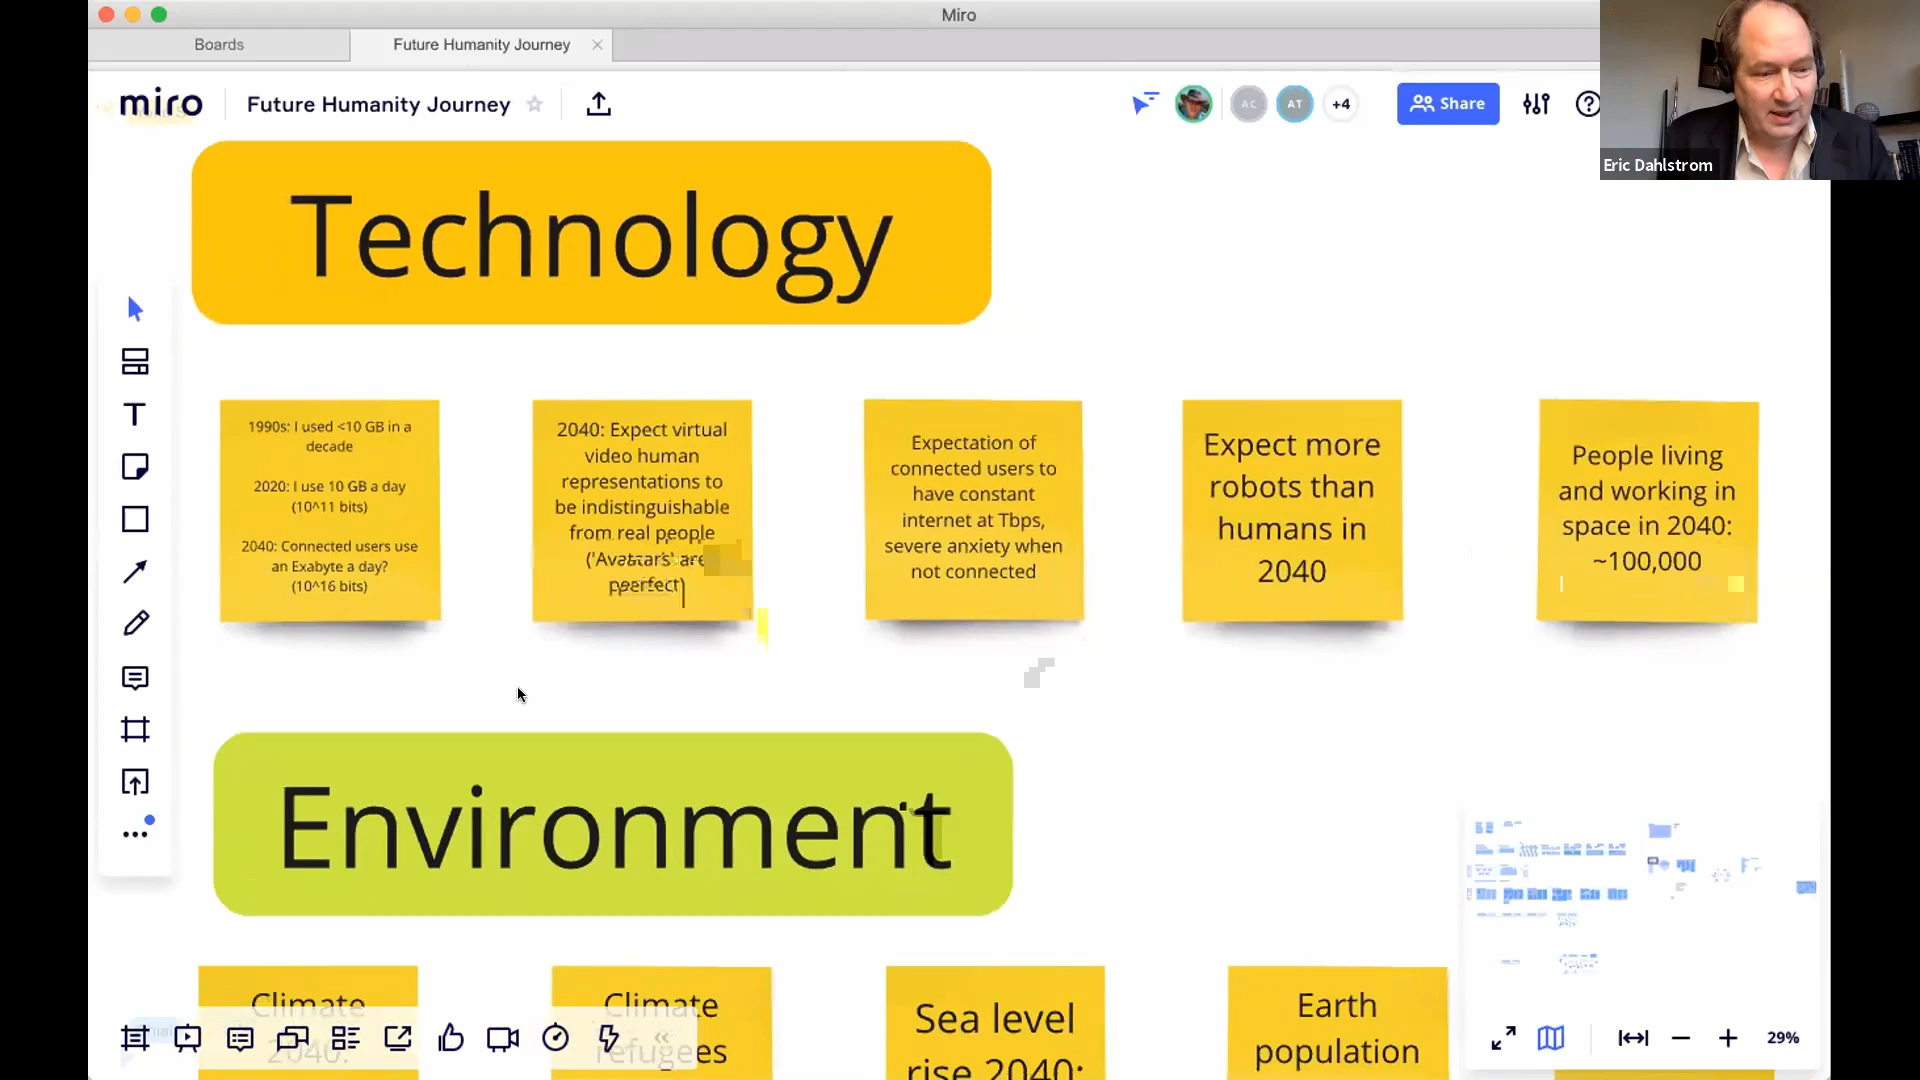 Miro
Boards
Future Humanity Journey
miro
Future Humanity Journey
AC
AT
+4
Share
Eric Dahlstrom
Technology
1990s: I used <10 GB in a
decade
2020: I use 10 GB a day
(10^11 bits)
2040: Connected users use
an Exabyte a day?
(10^16 bits)
2040: Expect virtual
video human
representations to
be indistinguishable
from real people
('Avatars' are
perfect)
Expectation of
connected users to
have constant
internet at Tbps,
severe anxiety when
not connected
Expect more
robots than
humans in
2040
People living
and working in
space in 2040:
~100,000
Environment
Climate
2040:
Climate
refugees
Sea level
rise 2040:
Earth
population
29%